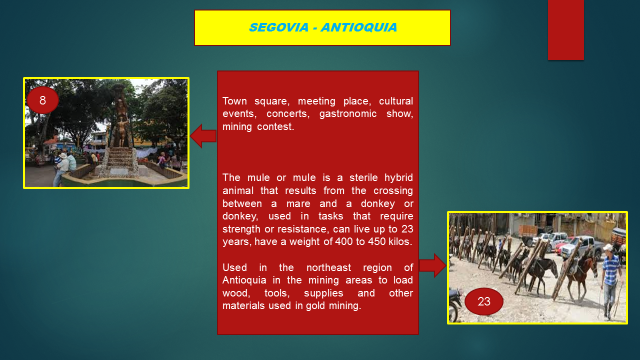 SEGOVIA - ANTIOQUIA
8
Town square, meeting place, cultural
events, concerts, gastronomic show,
mining contest.
The mule or mule is a sterile hybrid
animal that results from the crossing
between a mare and a donkey or
donkey, used in tasks that require
strength or resistance, can live up to 23
years, have a weight of 400 to 450 kilos.
Used in the northeast region of
Antioquia in the mining areas to load
wood, tools, supplies and other
materials used in gold mining.
23